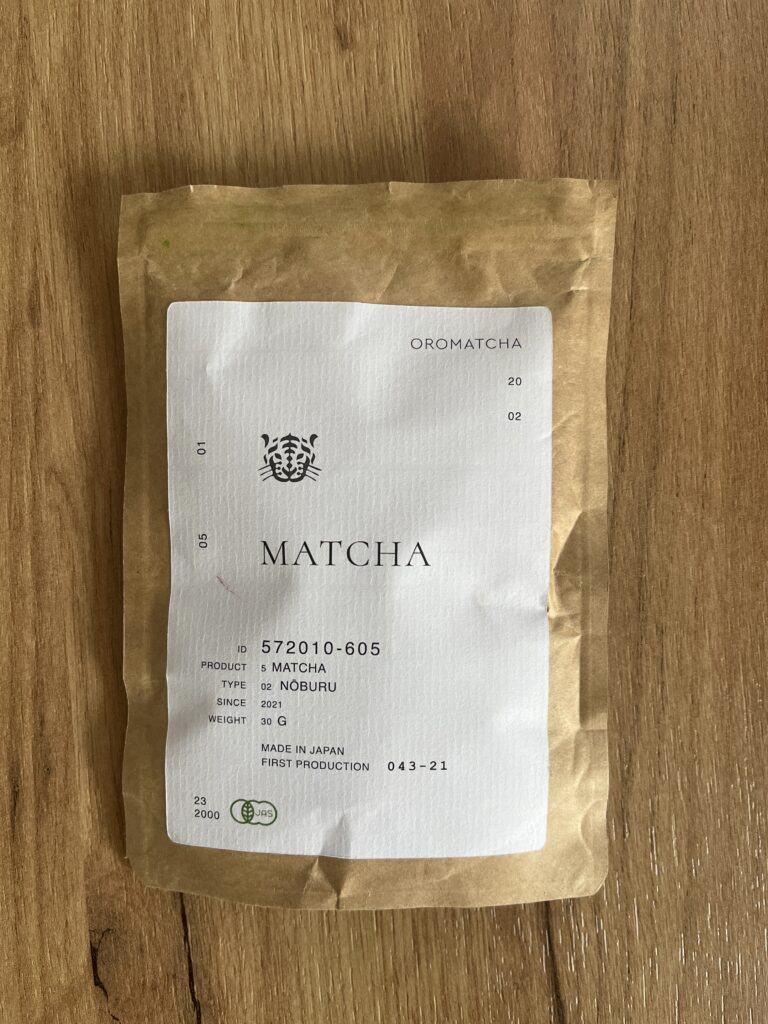 OROMATCHA
20
02
01
05
MATCHA
ID 572010-605
PRODUCT 5 MATCHA
TYPE 02 NŌBURU
SINCE 2021
WEIGHT 30 G
MADE IN JAPAN
FIRST PRODUCTION 043-21
23
2000
JAS